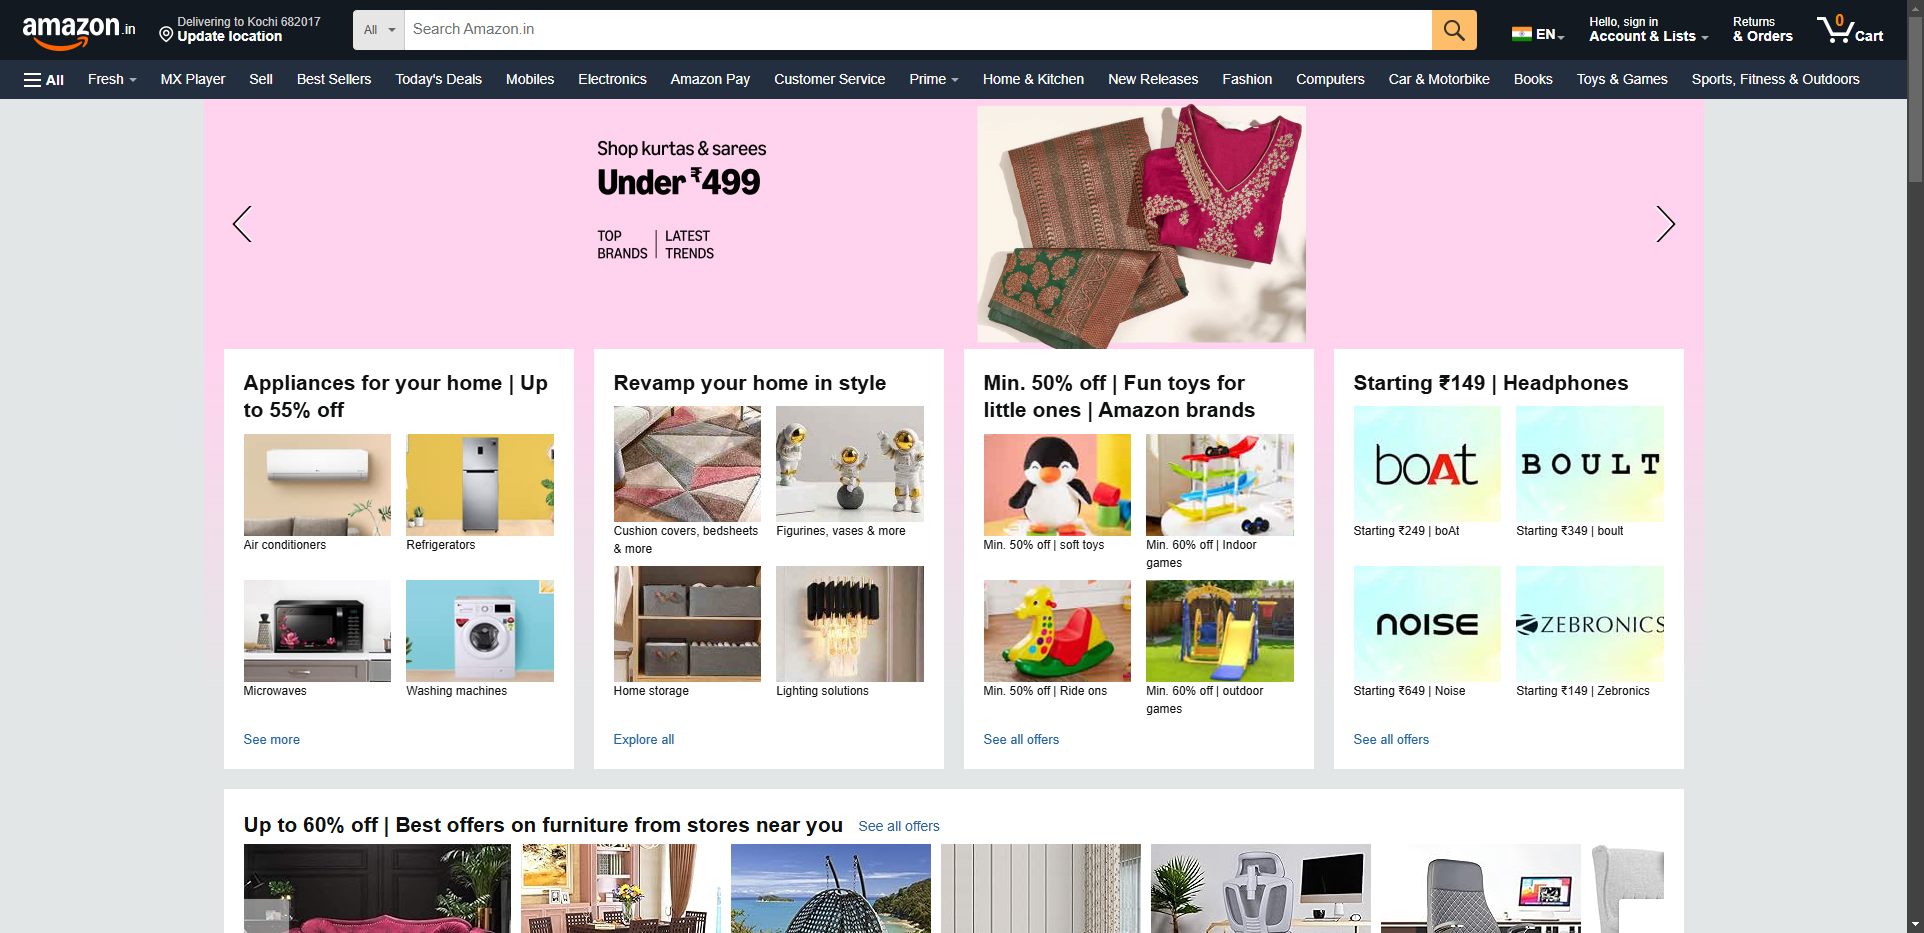 amazon.in
Delivering to Kochi 682017
Update location
All
Search Amazon.in
EN
Hello, sign in
Account & Lists
Returns
& Orders
0
Cart
All
Fresh
MX Player
Sell
Best Sellers
Today's Deals
Mobiles
Electronics
Amazon Pay
Customer Service
Prime
Home & Kitchen
New Releases
Fashion
Computers
Car & Motorbike
Books
Toys & Games
Sports, Fitness & Outdoors
Shop kurtas & sarees
Under ₹499
TOP BRANDS | LATEST TRENDS
Appliances for your home | Up
to 55% off
Air conditioners
Refrigerators
Microwaves
Washing machines
See more
Revamp your home in style
Cushion covers, bedsheets
& more
Figurines, vases & more
Home storage
Lighting solutions
Explore all
Min. 50% off | Fun toys for
little ones | Amazon brands
Min. 50% off | soft toys
Min. 60% off | Indoor
games
Min. 50% off | Ride ons
Min. 60% off | outdoor
games
See all offers
Starting ₹149 | Headphones
boAt
Starting ₹249 | boAt
BOULT
Starting ₹349 | boult
NOISE
Starting ₹649 | Noise
ZEBRONICS
Starting ₹149 | Zebronics
See all offers
Up to 60% off | Best offers on furniture from stores near you
See all offers